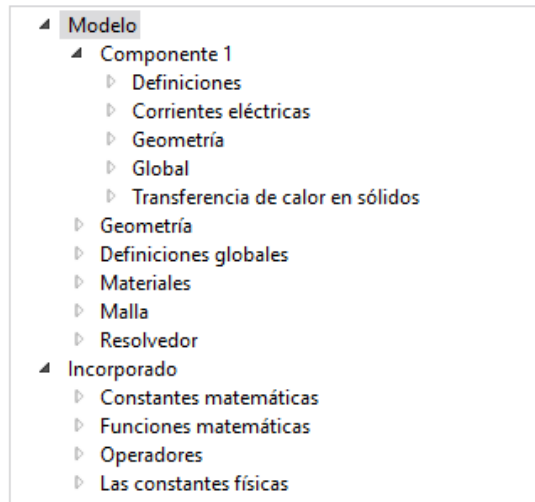 Modelo
Componente 1
Definiciones
Corrientes eléctricas
Geometría
Global
Transferencia de calor en sólidos
Geometría
Definiciones globales
Materiales
Malla
Resolvedor
Incorporado
Constantes matemáticas
Funciones matemáticas
Operadores
Las constantes físicas